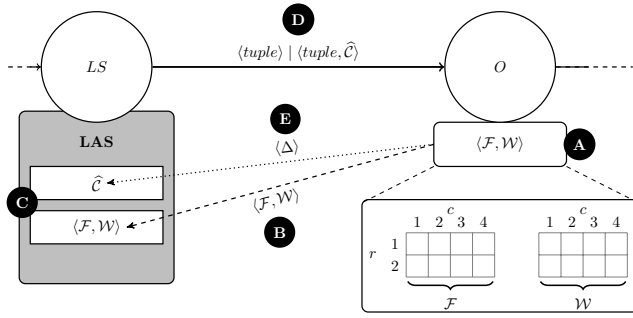 D
⟨tuple⟩ | ⟨tuple, Ĉ⟩
LS
O
LAS
E
⟨Δ⟩
⟨F, W⟩
A
Ĉ
C
⟨F, W⟩
⟨F, W⟩
B
c
c
1 2 3 4
1 2 3 4
r
1
2
F
W